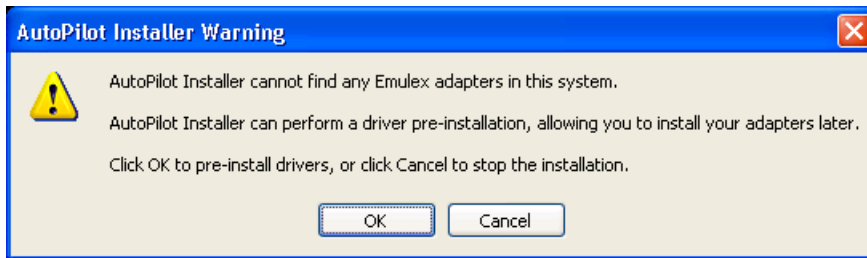 AutoPilot Installer Warning
AutoPilot Installer cannot find any Emulex adapters in this system.
AutoPilot Installer can perform a driver pre-installation, allowing you to install your adapters later.
Click OK to pre-install drivers, or click Cancel to stop the installation.
OK Cancel